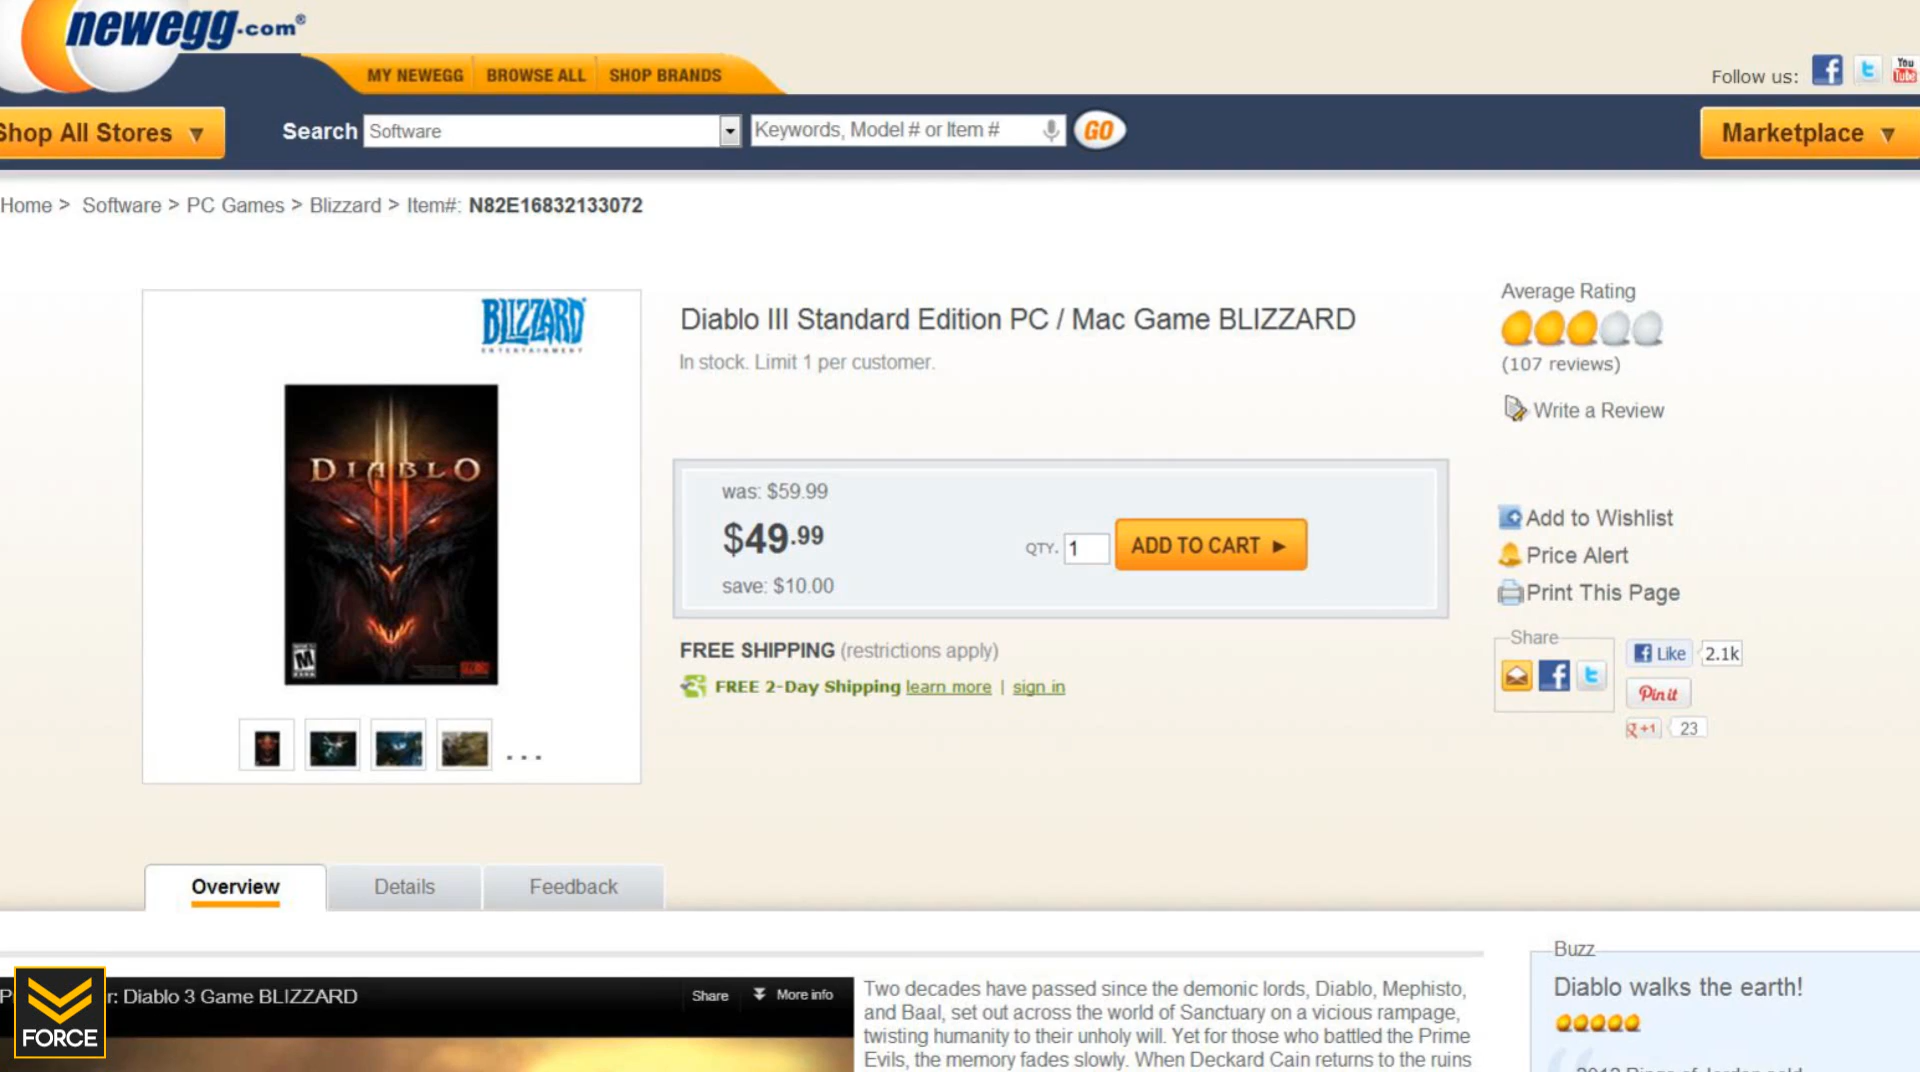 newegg.com®
MY NEWEGG BROWSE ALL SHOP BRANDS
Follow us:
You Tube
Shop All Stores
Search Software Keywords, Model # or Item # GO
Marketplace
Home > Software > PC Games > Blizzard > Item#: N82E16832133072
BLIZZARD
ENTERTAINMENT
DIABLO
III
M
Diablo III Standard Edition PC / Mac Game BLIZZARD
In stock. Limit 1 per customer.
Average Rating
(107 reviews)
Write a Review
was: $59.99
$49.99
save: $10.00
QTY. 1 ADD TO CART
Add to Wishlist
Price Alert
Print This Page
FREE SHIPPING (restrictions apply)
FREE 2-Day Shipping learn more | sign in
Share
Like 2.1k
Pin it
+1 23
...
Overview Details Feedback
r: Diablo 3 Game BLIZZARD
Share More info
FORCE
Two decades have passed since the demonic lords, Diablo, Mephisto,
and Baal, set out across the world of Sanctuary on a vicious rampage,
twisting humanity to their unholy will. Yet for those who battled the Prime
Evils, the memory fades slowly. When Deckard Cain returns to the ruins
Buzz
Diablo walks the earth!